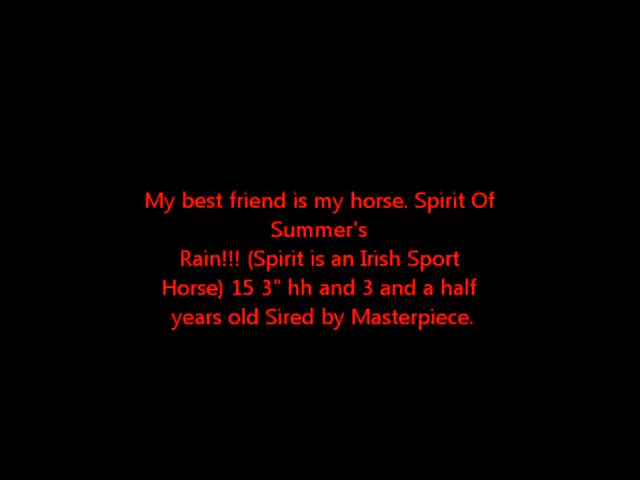 My best friend is my horse. Spirit Of
Summer's
Rain!!! (Spirit is an Irish Sport
Horse) 15 3" hh and 3 and a half
years old Sired by Masterpiece.